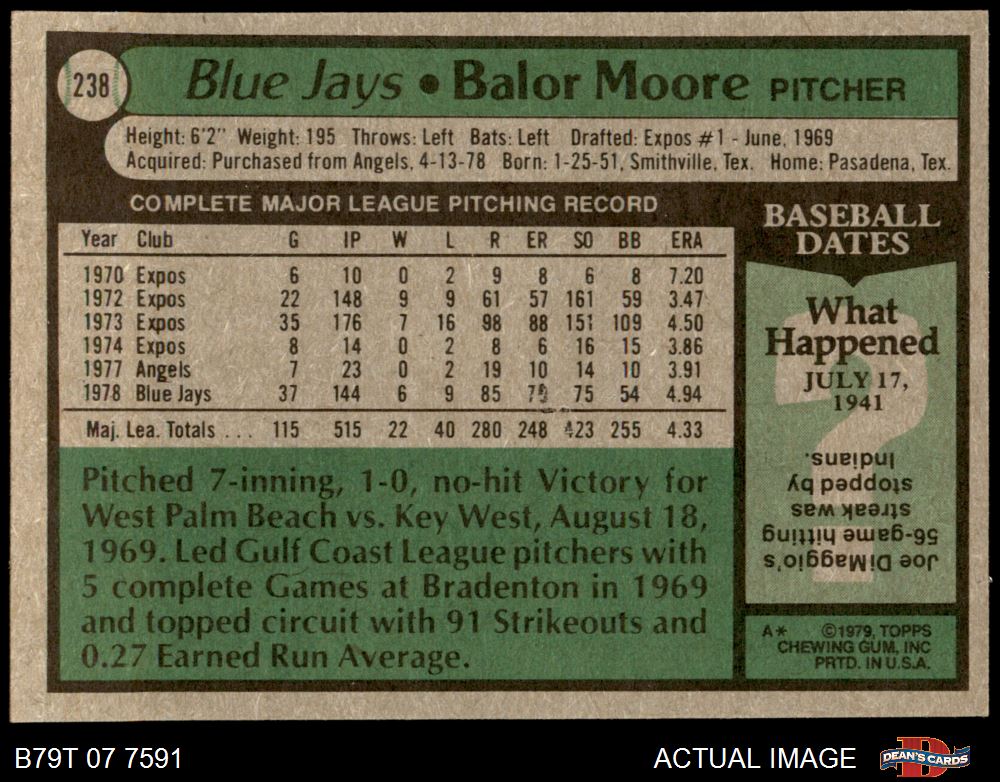 238
Blue Jays • Balor Moore PITCHER
Height: 6'2" Weight: 195 Throws: Left Bats: Left Drafted: Expos #1 - June, 1969
Acquired: Purchased from Angels, 4-13-78 Born: 1-25-51, Smithville, Tex. Home: Pasadena, Tex.
COMPLETE MAJOR LEAGUE PITCHING RECORD
Year Club G IP W L R ER SO BB ERA
1970 Expos 6 10 0 2 9 8 6 8 7.20
1972 Expos 22 148 9 9 61 57 161 59 3.47
1973 Expos 35 176 7 16 98 88 151 109 4.50
1974 Expos 8 14 0 2 8 6 16 15 3.86
1977 Angels 7 23 0 2 19 10 14 10 3.91
1978 Blue Jays 37 144 6 9 85 79 75 54 4.94
Maj. Lea. Totals ... 115 515 22 40 280 248 423 255 4.33
Pitched 7-inning, 1-0, no-hit Victory for
West Palm Beach vs. Key West, August 18,
1969. Led Gulf Coast League pitchers with
5 complete Games at Bradenton in 1969
and topped circuit with 91 Strikeouts and
0.27 Earned Run Average.
BASEBALL
DATES
What
Happened
JULY 17,
1941
?
Joe DiMaggio's
56-game hitting
streak was
stopped by
Indians.
A* ©1979, TOPPS
CHEWING GUM, INC
PRTD. IN U.S.A.
B79T 07 7591
ACTUAL IMAGE
DEAN'S CARDS